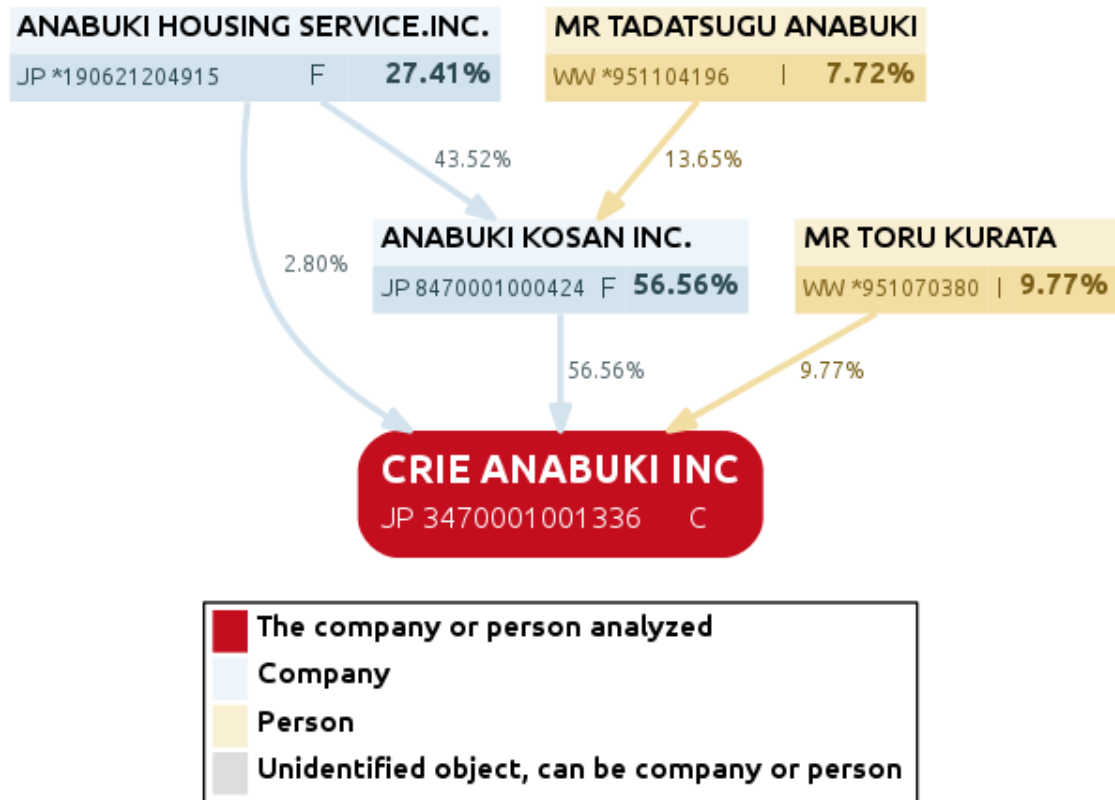 ANABUKI HOUSING SERVICE.INC.
JP *190621204915 F 27.41%
MR TADATSUGU ANABUKI
WW *951104196 I 7.72%
43.52%
13.65%
2.80%
ANABUKI KOSAN INC.
JP 8470001000424 F 56.56%
MR TORU KURATA
WW *951070380 I 9.77%
56.56%
9.77%
CRIE ANABUKI INC
JP 3470001001336 C
The company or person analyzed
Company
Person
Unidentified object, can be company or person